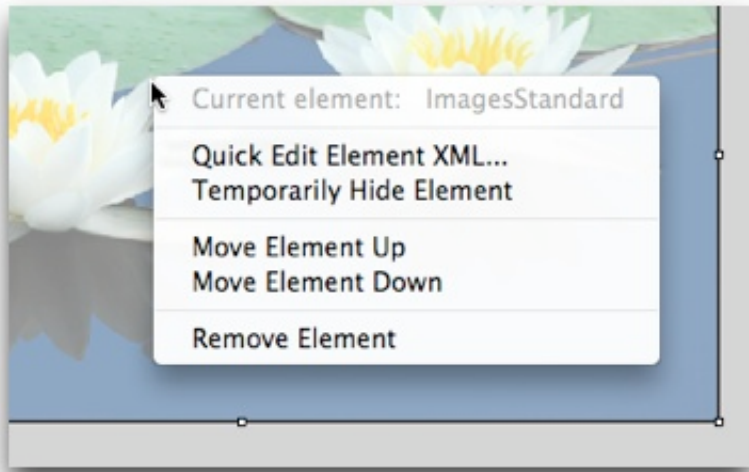 Current element: ImagesStandard
Quick Edit Element XML...
Temporarily Hide Element
Move Element Up
Move Element Down
Remove Element